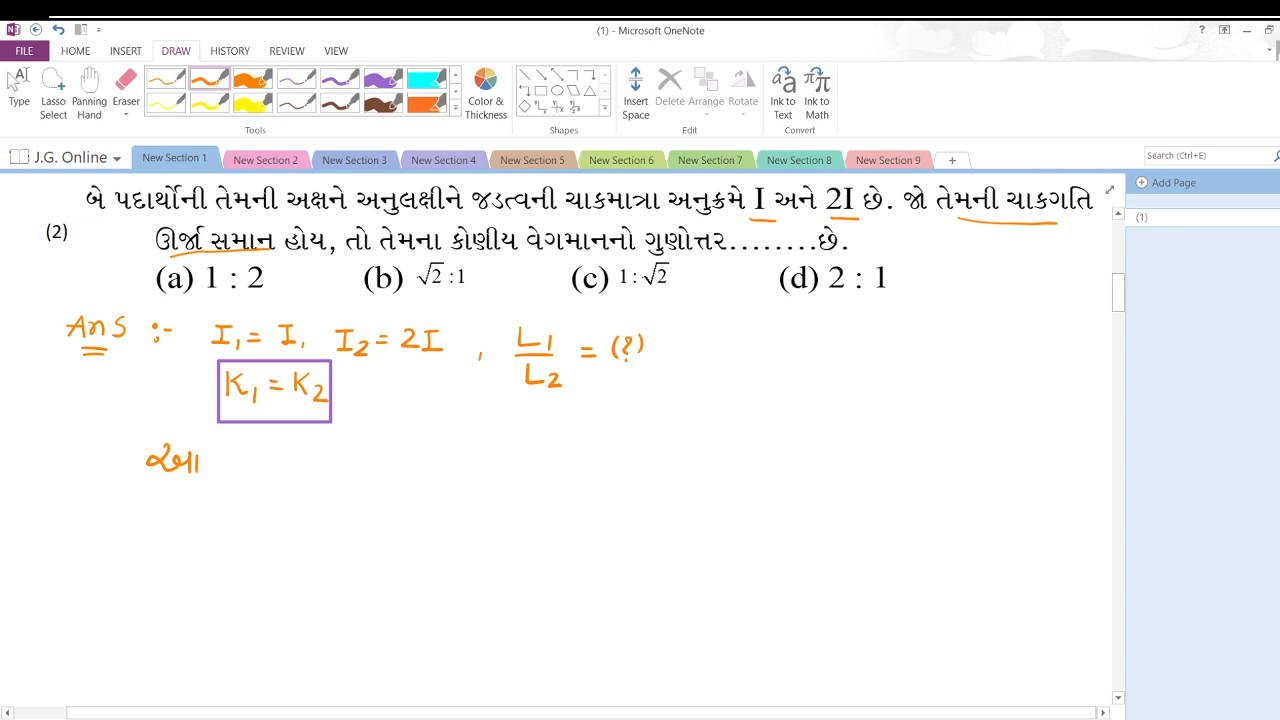 (1) - Microsoft OneNote
FILE HOME INSERT DRAW HISTORY REVIEW VIEW
Type Lasso Select Panning Hand Eraser Color & Thickness Insert Space Delete Arrange Rotate Ink to Text Ink to Math
Tools Shapes Edit Convert
J.G. Online New Section 1 New Section 2 New Section 3 New Section 4 New Section 5 New Section 6 New Section 7 New Section 8 New Section 9 Search (Ctrl+E)
Add Page
(1)
બે પદાર્થોની તેમની અક્ષને અનુલક્ષીને જડત્વની ચાકમાત્રા અનુક્રમે I અને 2I છે. જો તેમની ચાકગતિ
(2) ઊર્જા સમાન હોય, તો તેમના કોણીય વેગમાનનો ગુણોત્તર........છે.
(a) 1 : 2 (b) √2 : 1 (c) 1 : √2 (d) 2 : 1
Ans :- I₁ = I, I₂ = 2I , L₁/L₂ = (?)
K₁ = K₂
આ